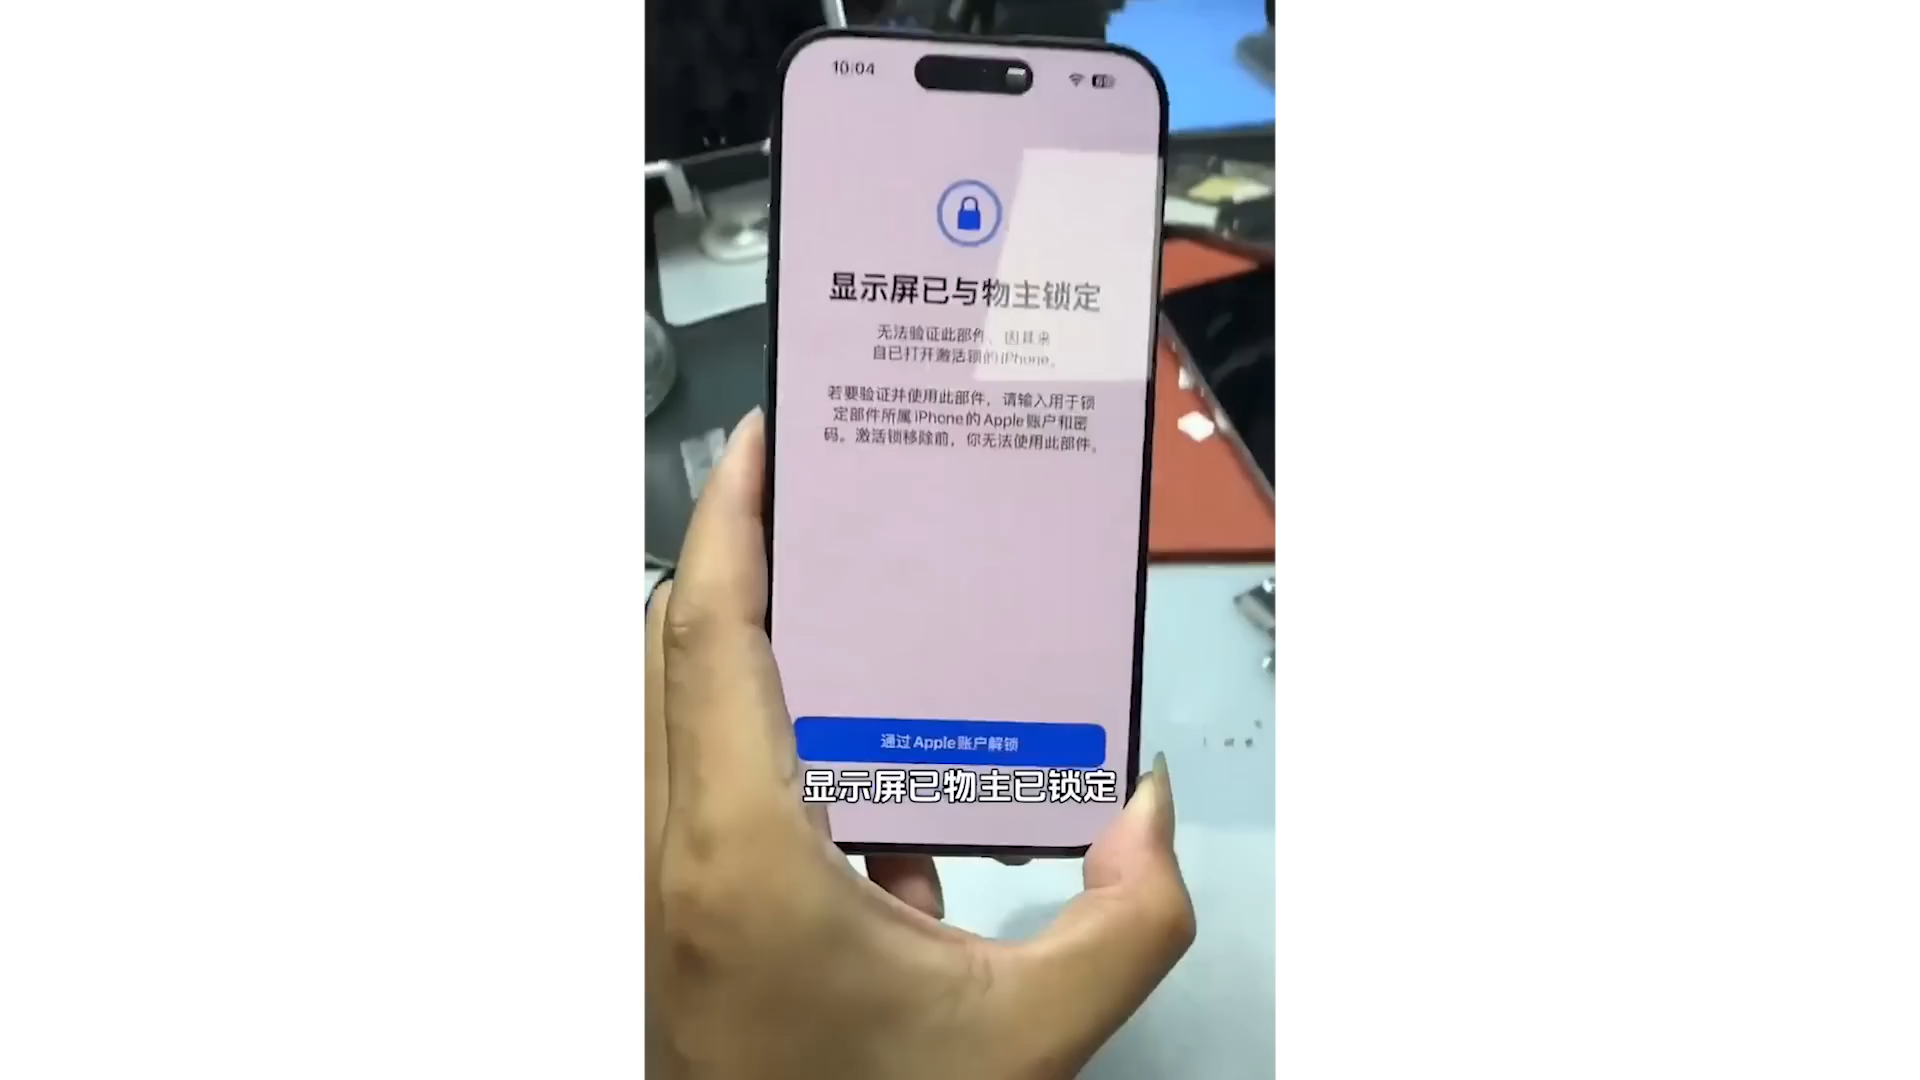 10:04
显示屏已与物主锁定
无法验证此部件，因其来
自已打开激活锁的iPhone。
若要验证并使用此部件，请输入用于锁
定部件所属iPhone的Apple账户和密
码。激活锁移除前，你无法使用此部件。
通过Apple账户解锁
显示屏已物主已锁定